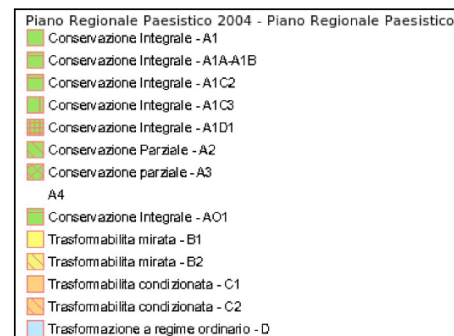 Piano Regionale Paesistico 2004 - Piano Regionale Paesistico
Conservazione Integrale - A1
Conservazione Integrale - A1A-A1B
Conservazione Integrale - A1C2
Conservazione Integrale - A1C3
Conservazione Integrale - A1D1
Conservazione Parziale - A2
Conservazione parziale - A3
A4
Conservazione Integrale - AO1
Trasformabilita mirata - B1
Trasformabilita mirata - B2
Trasformabilita condizionata - C1
Trasformabilita condizionata - C2
Trasformazione a regime ordinario - D